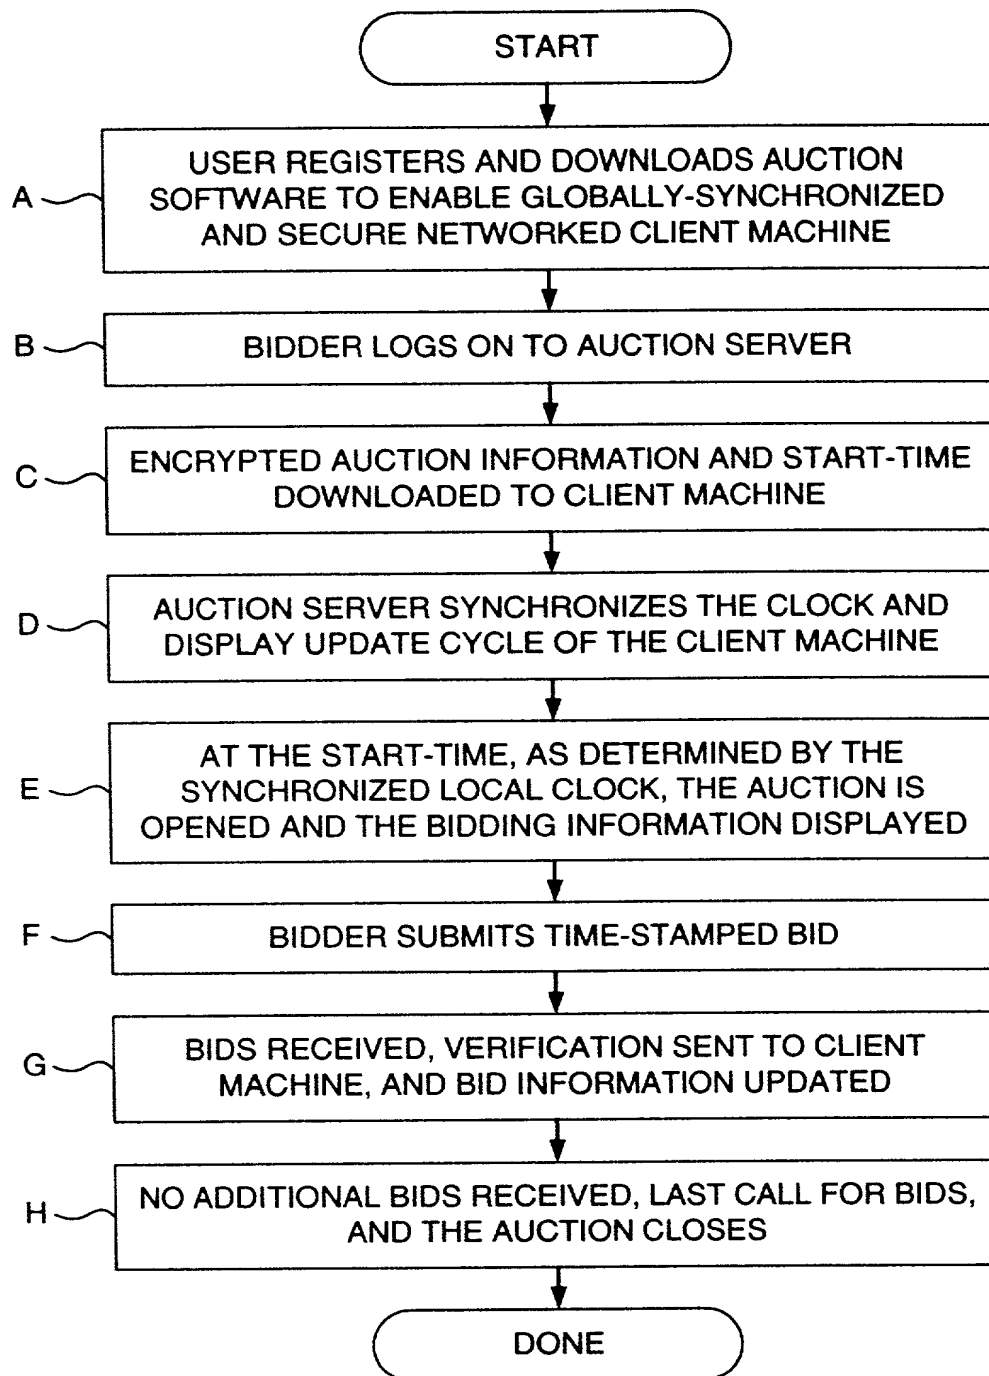 START
A
USER REGISTERS AND DOWNLOADS AUCTION
SOFTWARE TO ENABLE GLOBALLY-SYNCHRONIZED
AND SECURE NETWORKED CLIENT MACHINE
B
BIDDER LOGS ON TO AUCTION SERVER
C
ENCRYPTED AUCTION INFORMATION AND START-TIME
DOWNLOADED TO CLIENT MACHINE
D
AUCTION SERVER SYNCHRONIZES THE CLOCK AND
DISPLAY UPDATE CYCLE OF THE CLIENT MACHINE
E
AT THE START-TIME, AS DETERMINED BY THE
SYNCHRONIZED LOCAL CLOCK, THE AUCTION IS
OPENED AND THE BIDDING INFORMATION DISPLAYED
F
BIDDER SUBMITS TIME-STAMPED BID
G
BIDS RECEIVED, VERIFICATION SENT TO CLIENT
MACHINE, AND BID INFORMATION UPDATED
H
NO ADDITIONAL BIDS RECEIVED, LAST CALL FOR BIDS,
AND THE AUCTION CLOSES
DONE